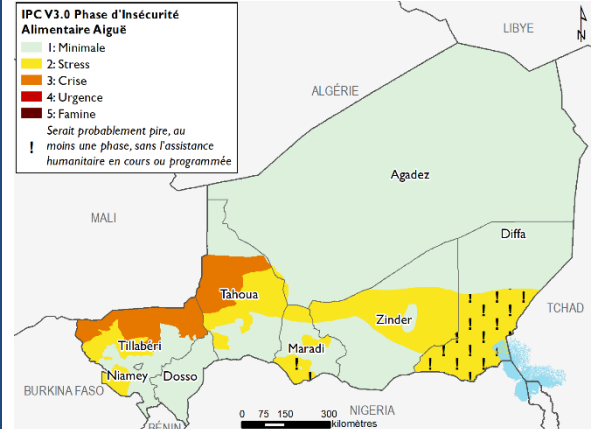 IPC V3.0 Phase d'Insécurité
Alimentaire Aiguë
1: Minimale
2: Stress
3: Crise
4: Urgence
5: Famine
! Serait probablement pire, au
moins une phase, sans l'assistance
humanitaire en cours ou programmée
N
LIBYE
ALGÉRIE
Agadez
MALI
Diffa
TCHAD
Tahoua
Zinder
Tillabéri
Maradi
Niamey
Dosso
BURKINA FASO
NIGERIA
BÉNIN
0 75 150 300
kilomètres